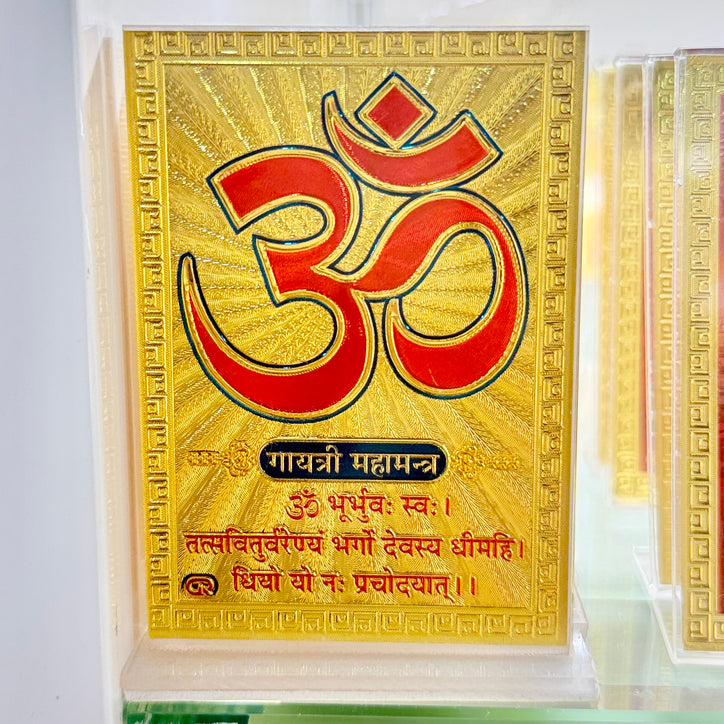 ॐ
गायत्री महामन्त्र
ॐ भूर्भुवः स्वः।
तत्सवितुर्वरेण्यं भर्गो देवस्य धीमहि।
धियो यो नः प्रचोदयात्।।